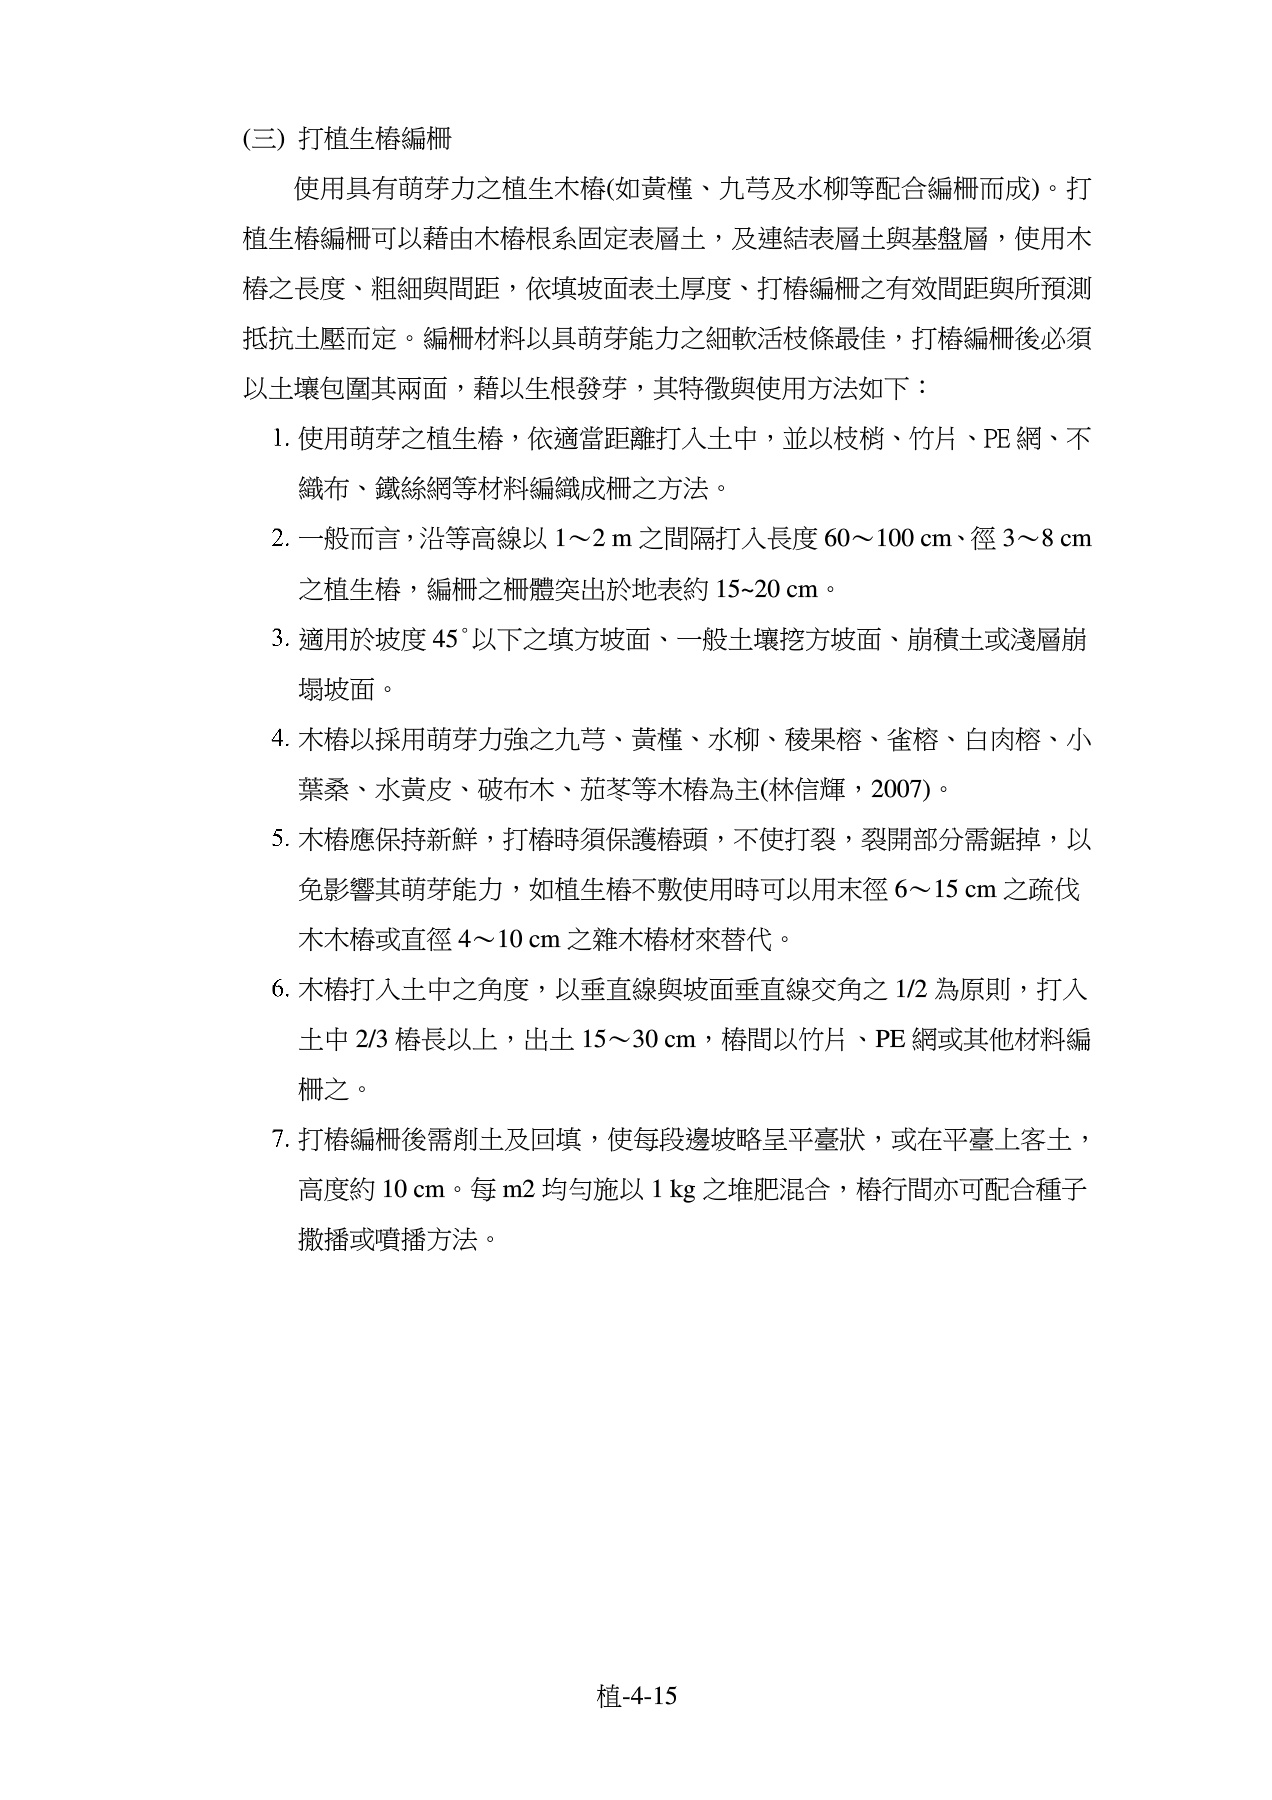 (三) 打植生樁編柵
使用具有萌芽力之植生木樁(如黃槿、九芎及水柳等配合編柵而成)。打
植生樁編柵可以藉由木樁根系固定表層土，及連結表層土與基盤層，使用木
樁之長度、粗細與間距，依填坡面表土厚度、打樁編柵之有效間距與所預測
抵抗土壓而定。編柵材料以具萌芽能力之細軟活枝條最佳，打樁編柵後必須
以土壤包圍其兩面，藉以生根發芽，其特徵與使用方法如下：
1. 使用萌芽之植生樁，依適當距離打入土中，並以枝梢、竹片、PE 網、不
織布、鐵絲網等材料編織成柵之方法。
2. 一般而言，沿等高線以 1～2 m 之間隔打入長度 60～100 cm、徑 3～8 cm
之植生樁，編柵之柵體突出於地表約 15~20 cm。
3. 適用於坡度 45°以下之填方坡面、一般土壤挖方坡面、崩積土或淺層崩
塌坡面。
4. 木樁以採用萌芽力強之九芎、黃槿、水柳、稜果榕、雀榕、白肉榕、小
葉桑、水黃皮、破布木、茄苳等木樁為主(林信輝，2007)。
5. 木樁應保持新鮮，打樁時須保護樁頭，不使打裂，裂開部分需鋸掉，以
免影響其萌芽能力，如植生樁不敷使用時可以用末徑 6～15 cm 之疏伐
木木樁或直徑 4～10 cm 之雜木樁材來替代。
6. 木樁打入土中之角度，以垂直線與坡面垂直線交角之 1/2 為原則，打入
土中 2/3 樁長以上，出土 15～30 cm，樁間以竹片、PE 網或其他材料編
柵之。
7. 打樁編柵後需削土及回填，使每段邊坡略呈平臺狀，或在平臺上客土，
高度約 10 cm。每 m2 均勻施以 1 kg 之堆肥混合，樁行間亦可配合種子
撒播或噴播方法。
植-4-15